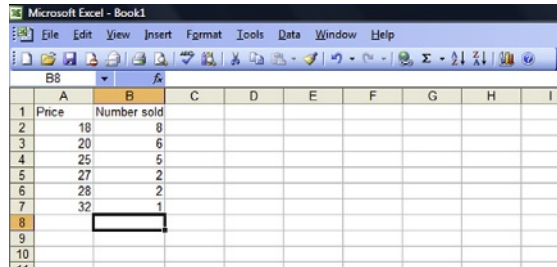 Microsoft Excel - Book1
File Edit View Insert Format Tools Data Window Help
B8 fx
A B C D E F G H I
1 Price Number sold
2 18 8
3 20 6
4 25 5
5 27 2
6 28 2
7 32 1
8
9
10